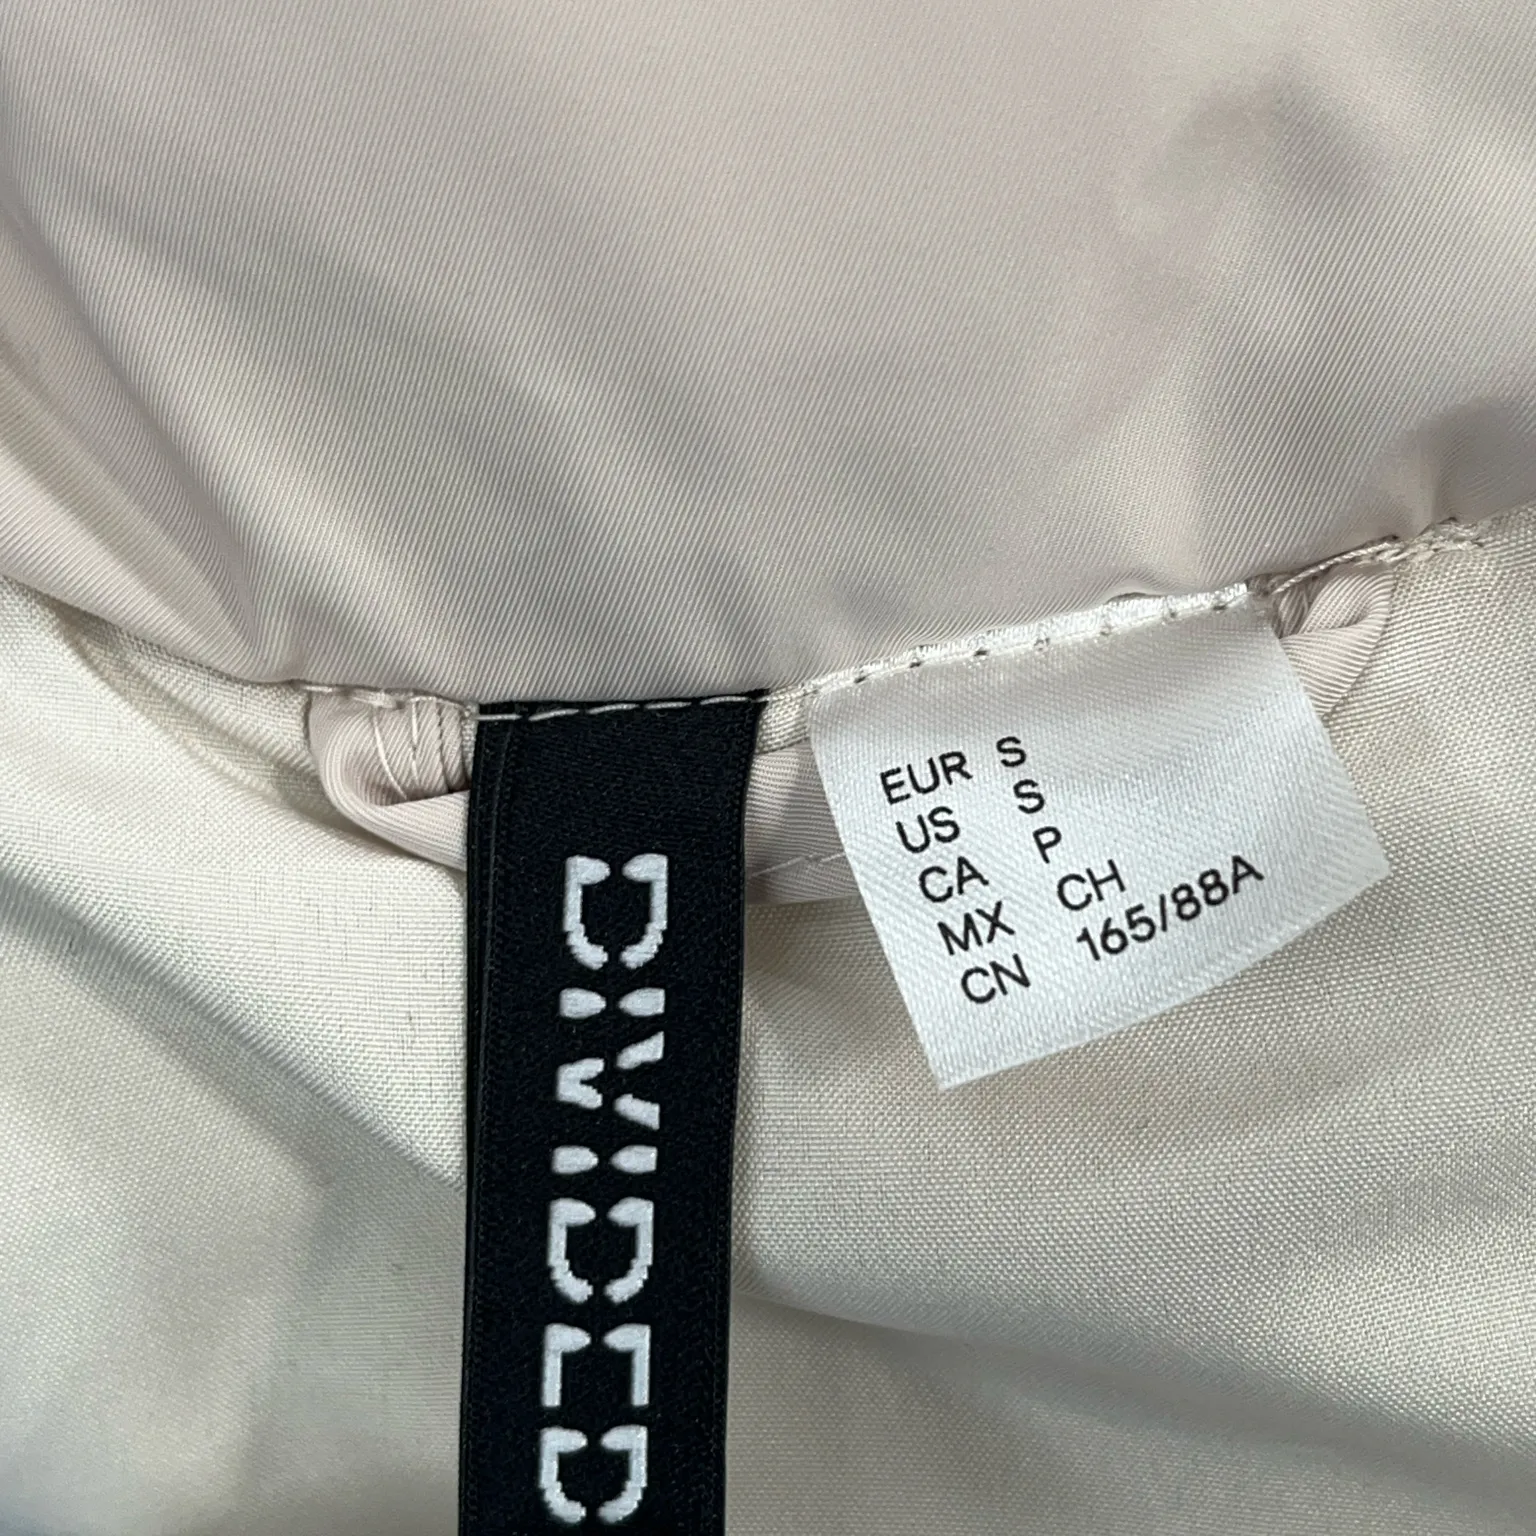 DIVIDED
EUR S
US S
CA P
MX CH
CN 165/88A